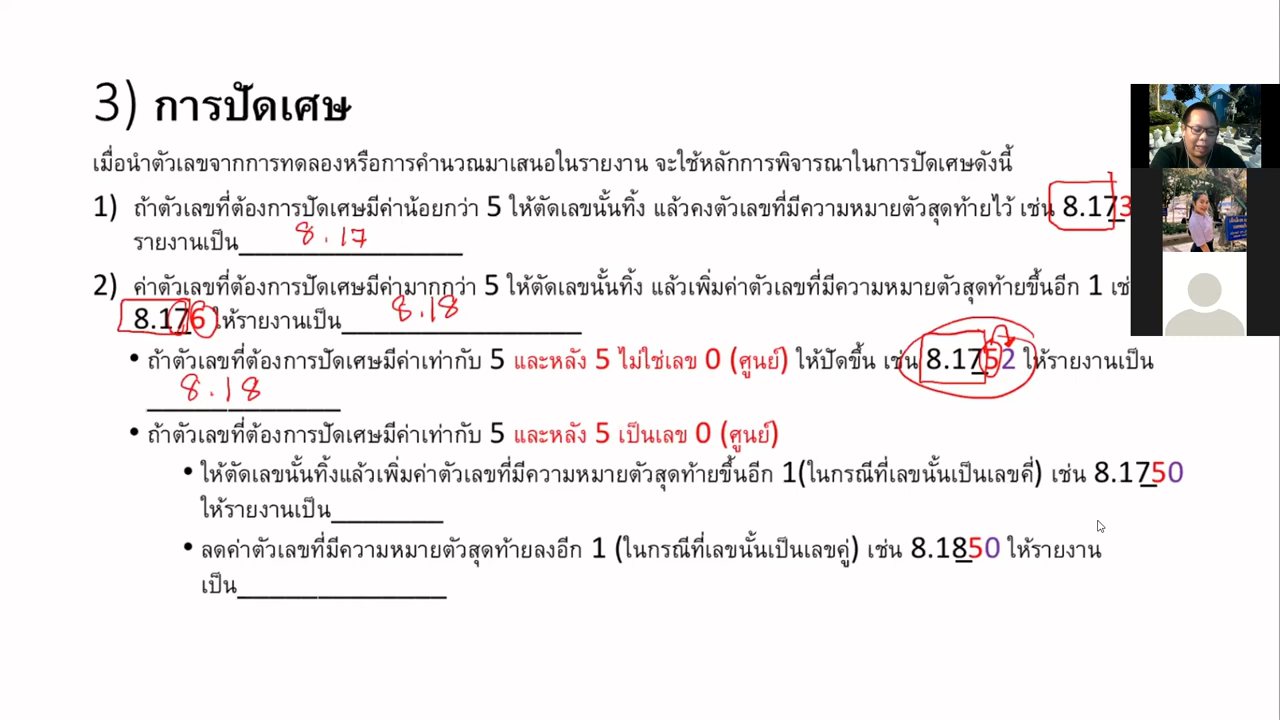 3) การปัดเศษ
เมื่อนำตัวเลขจากการทดลองหรือการคำนวณมาเสนอในรายงาน จะใช้หลักการพิจารณาในการปัดเศษดังนี้
1) ถ้าตัวเลขที่ต้องการปัดเศษมีค่าน้อยกว่า 5 ให้ตัดเลขนั้นทิ้ง แล้วคงตัวเลขที่มีความหมายตัวสุดท้ายไว้ เช่น 8.173
รายงานเป็น 8.17
2) ค่าตัวเลขที่ต้องการปัดเศษมีค่ามากกว่า 5 ให้ตัดเลขนั้นทิ้ง แล้วเพิ่มค่าตัวเลขที่มีความหมายตัวสุดท้ายขึ้นอีก 1 เช่
8.176 ให้รายงานเป็น 8.18
• ถ้าตัวเลขที่ต้องการปัดเศษมีค่าเท่ากับ 5 และหลัง 5 ไม่ใช่เลข 0 (ศูนย์) ให้ปัดขึ้น เช่น 8.1752 ให้รายงานเป็น
8.18
• ถ้าตัวเลขที่ต้องการปัดเศษมีค่าเท่ากับ 5 และหลัง 5 เป็นเลข 0 (ศูนย์)
• ให้ตัดเลขนั้นทิ้งแล้วเพิ่มค่าตัวเลขที่มีความหมายตัวสุดท้ายขึ้นอีก 1(ในกรณีที่เลขนั้นเป็นเลขคี่) เช่น 8.1750
ให้รายงานเป็น________
• ลดค่าตัวเลขที่มีความหมายตัวสุดท้ายลงอีก 1 (ในกรณีที่เลขนั้นเป็นเลขคู่) เช่น 8.1850 ให้รายงาน
เป็น_______________